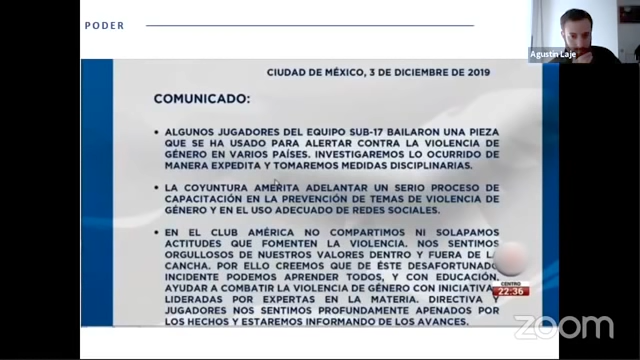 PODER
Agustín Laje
CIUDAD DE MÉXICO, 3 DE DICIEMBRE DE 2019
COMUNICADO:
• ALGUNOS JUGADORES DEL EQUIPO SUB-17 BAILARON UNA PIEZA
QUE SE HA USADO PARA ALERTAR CONTRA LA VIOLENCIA DE
GÉNERO EN VARIOS PAÍSES. INVESTIGAREMOS LO OCURRIDO DE
MANERA EXPEDITA Y TOMAREMOS MEDIDAS DISCIPLINARIAS.
• LA COYUNTURA AMERITA ADELANTAR UN SERIO PROCESO DE
CAPACITACIÓN EN LA PREVENCIÓN DE TEMAS DE VIOLENCIA DE
GÉNERO Y EN EL USO ADECUADO DE REDES SOCIALES.
• EN EL CLUB AMÉRICA NO COMPARTIMOS NI SOLAPAMOS
ACTITUDES QUE FOMENTEN LA VIOLENCIA. NOS SENTIMOS
ORGULLOSOS DE NUESTROS VALORES DENTRO Y FUERA DE LA
CANCHA. POR ELLO CREEMOS QUE DE ÉSTE DESAFORTUNADO
INCIDENTE PODEMOS APRENDER TODOS, Y CON EDUCACIÓN,
AYUDAR A COMBATIR LA VIOLENCIA DE GÉNERO CON INICIATIVA
LIDERADAS POR EXPERTAS EN LA MATERIA. DIRECTIVA Y
JUGADORES NOS SENTIMOS PROFUNDAMENTE APENADOS POR
LOS HECHOS Y ESTAREMOS INFORMANDO DE LOS AVANCES.
CENTRO
22:36
zoom